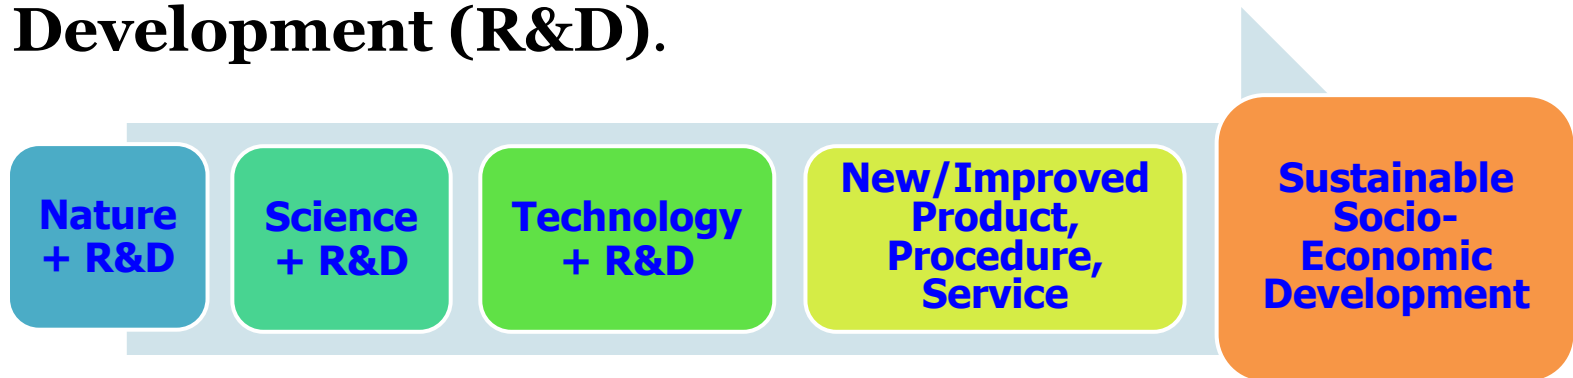 Development (R&D).
Nature
+ R&D
Science
+ R&D
Technology
+ R&D
New/Improved
Product,
Procedure,
Service
Sustainable
Socio-
Economic
Development